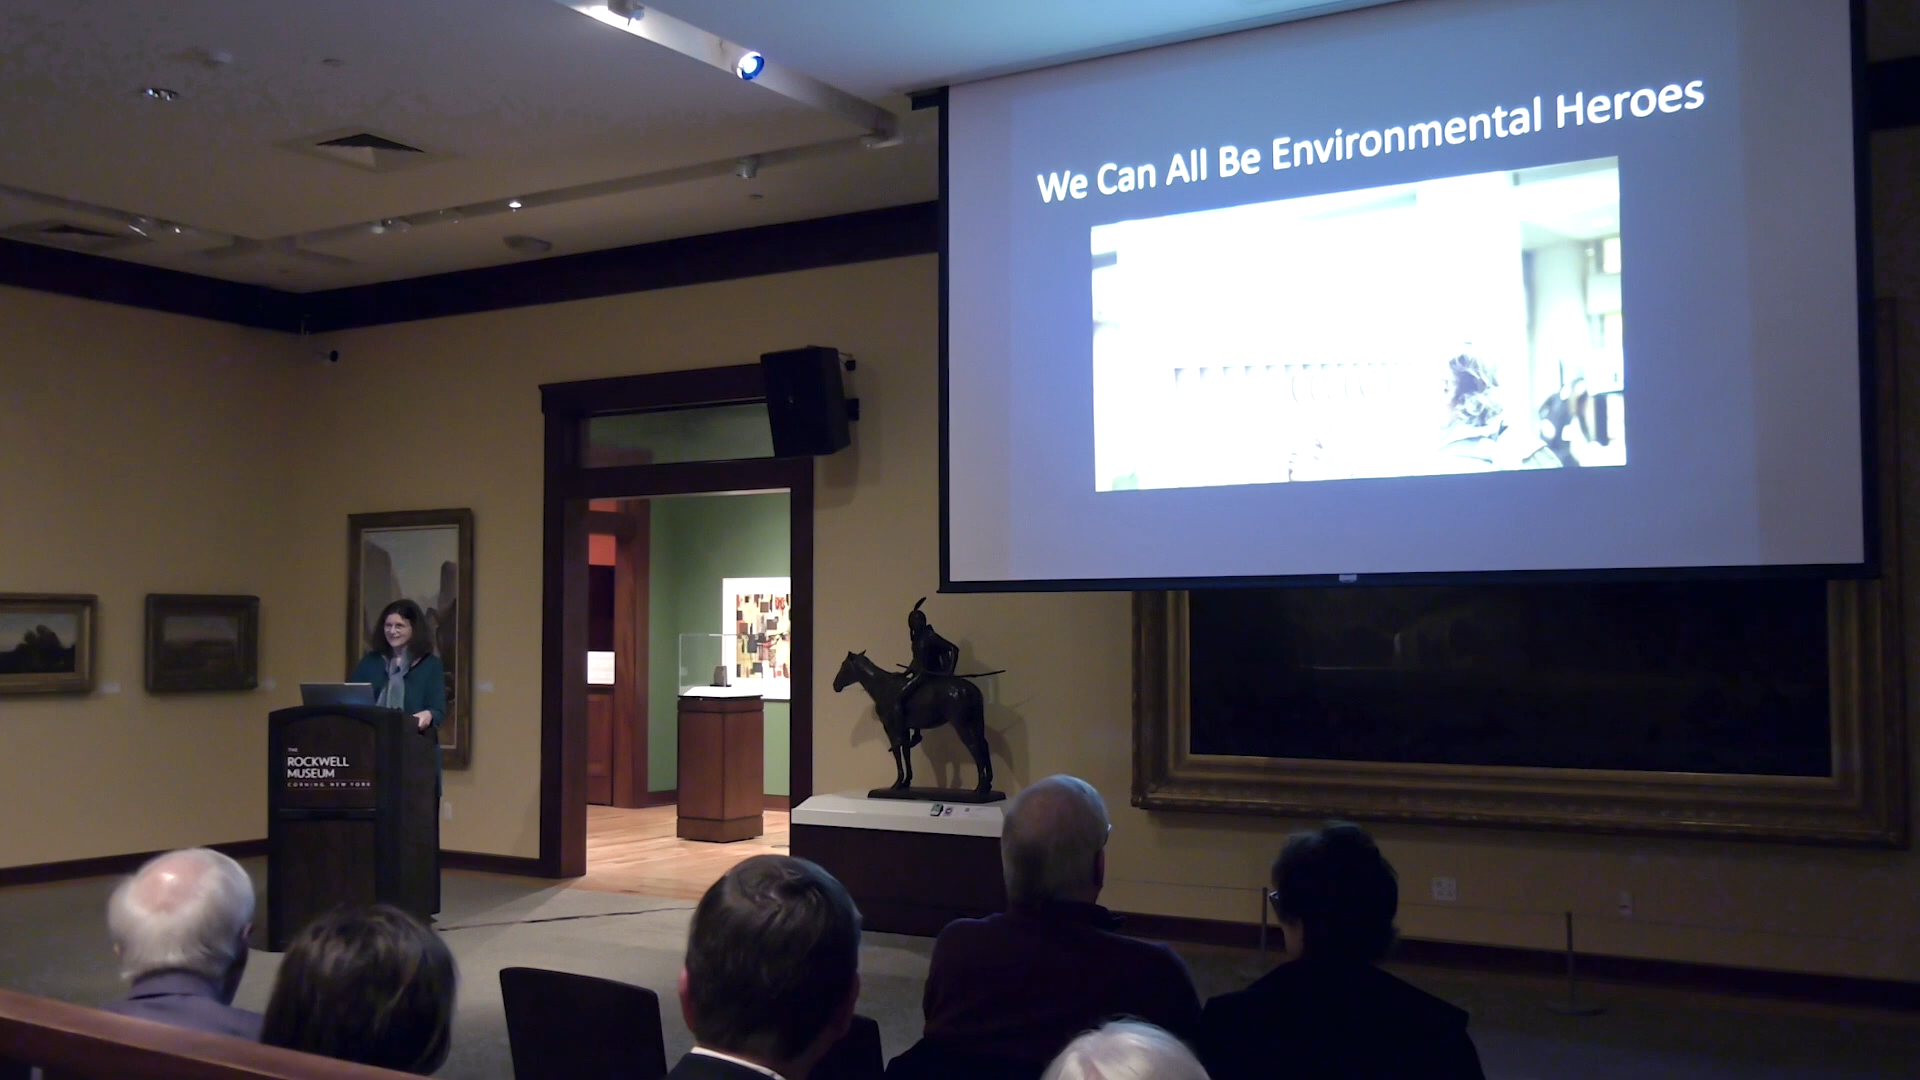 We Can All Be Environmental Heroes
THE
ROCKWELL
MUSEUM
CORNING, NEW YORK